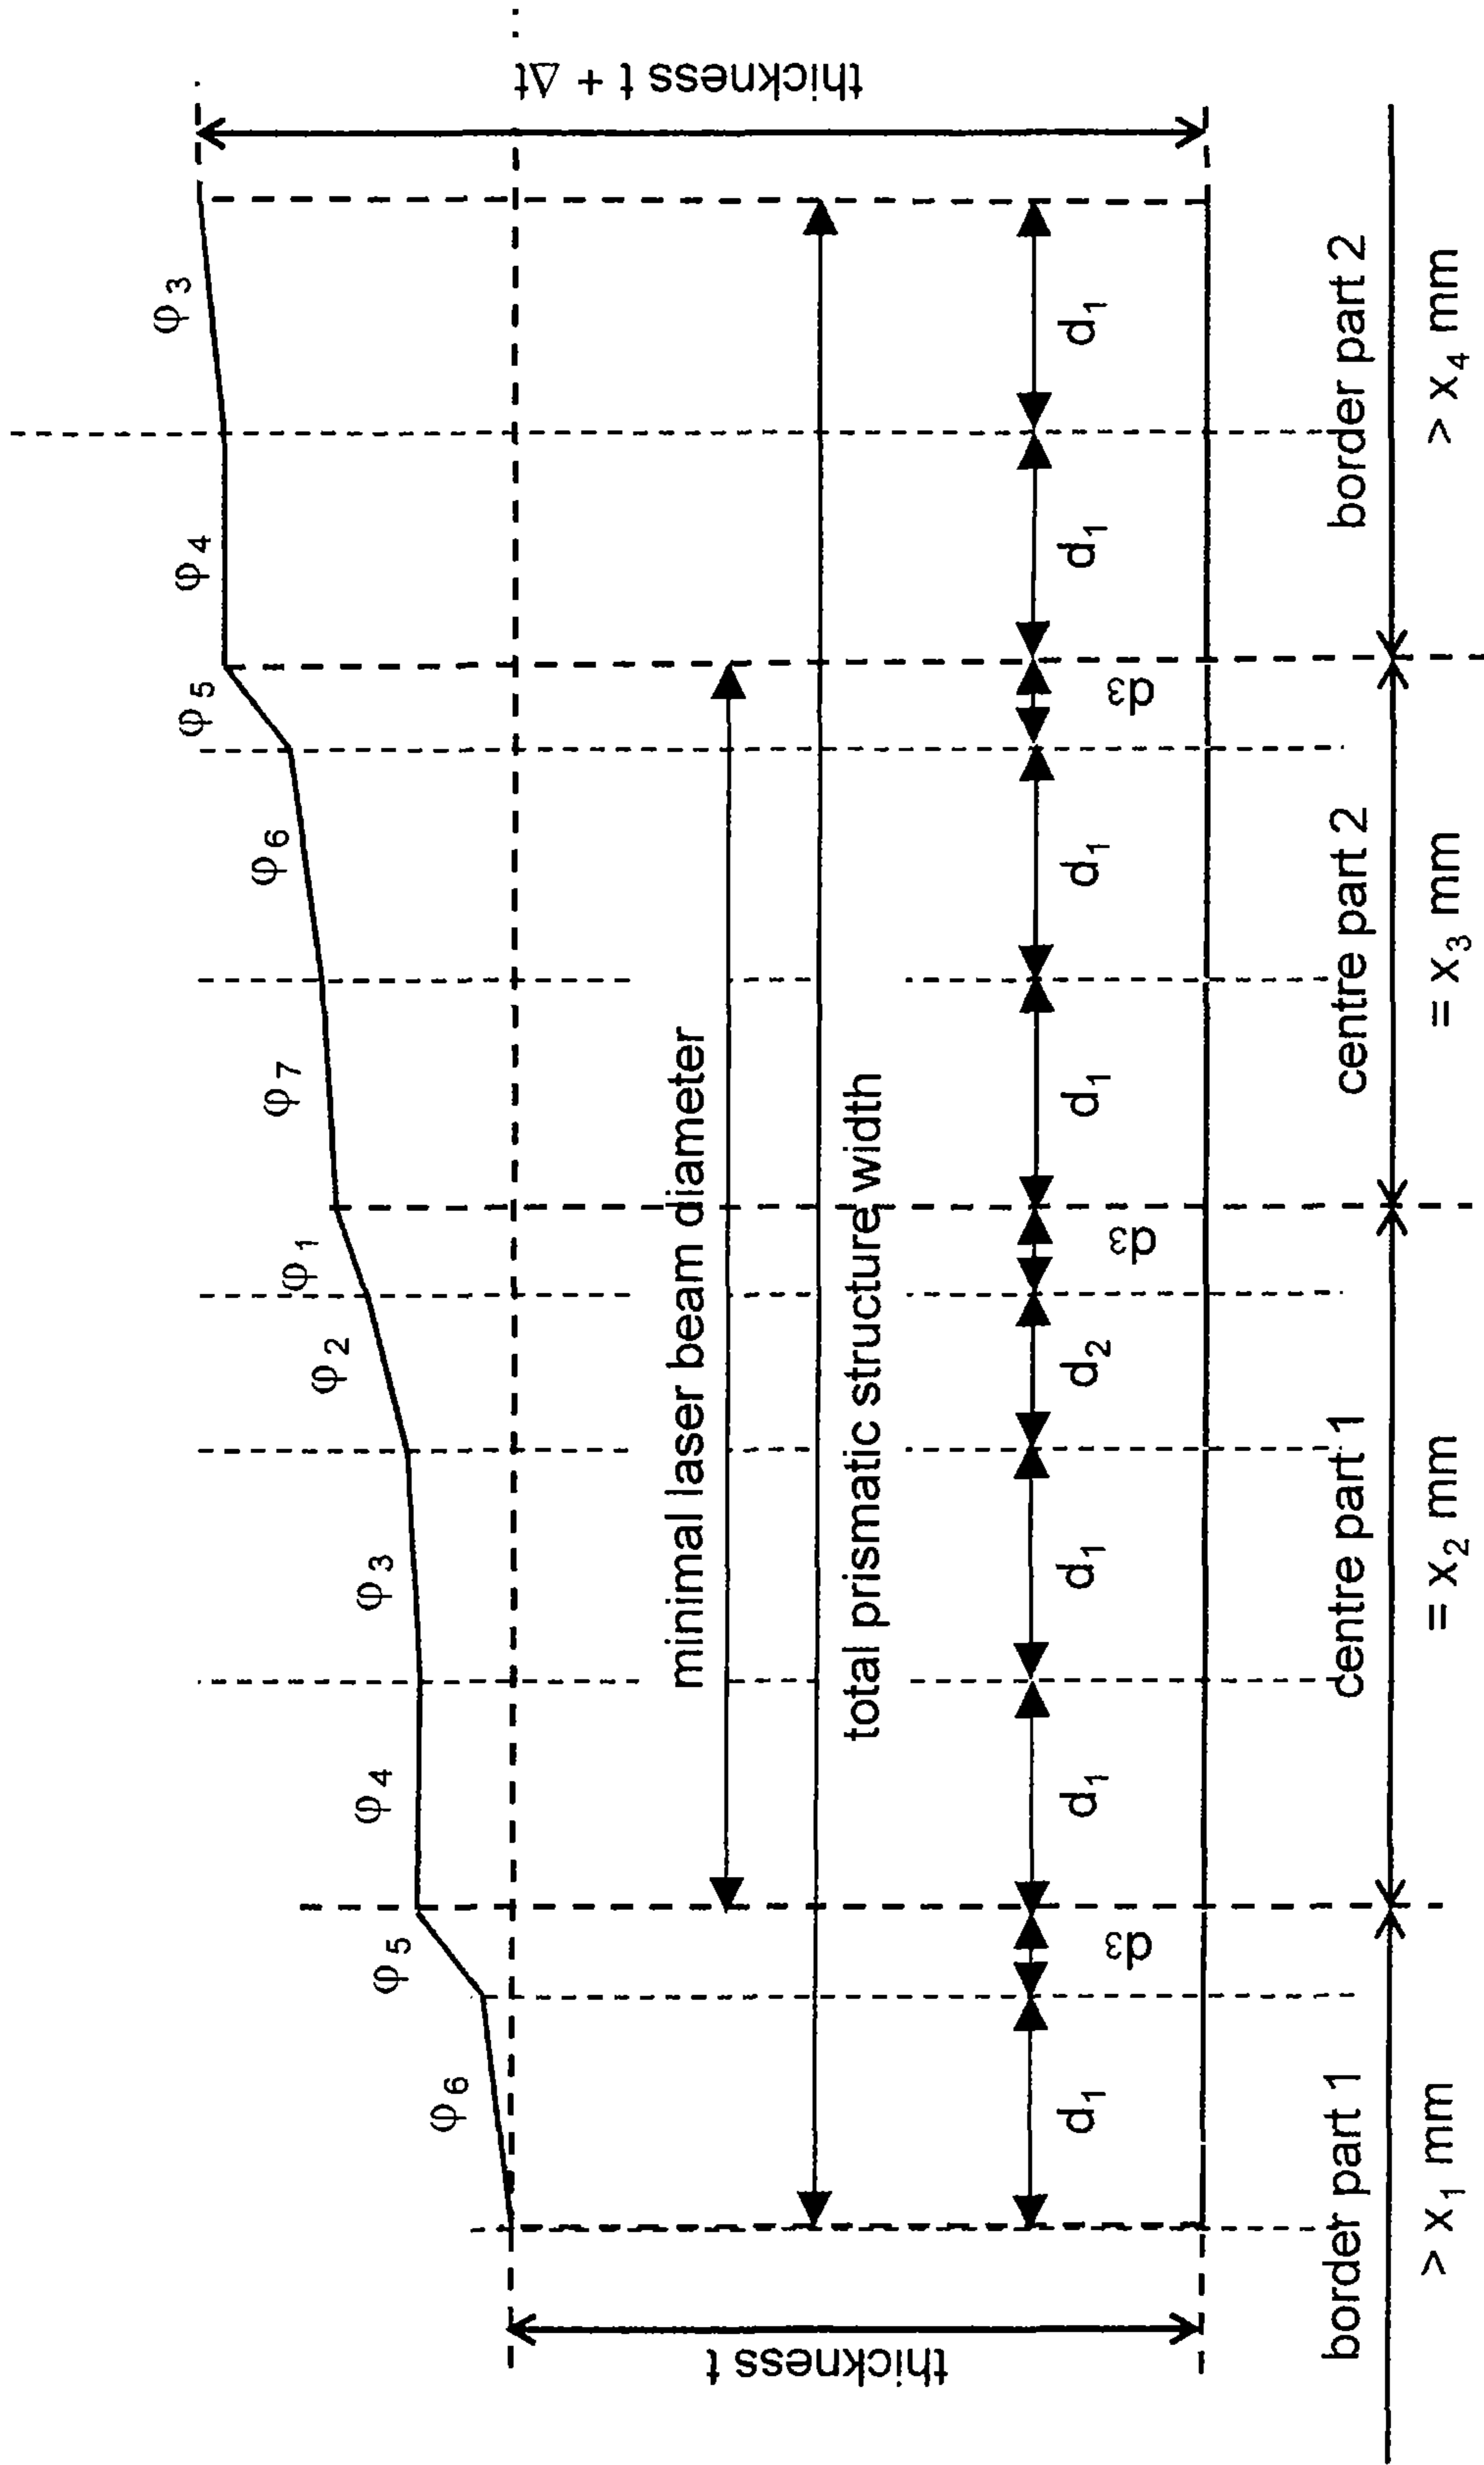 φ6
φ5
φ4
φ3
φ2
φ1
φ7
φ6
φ5
φ4
φ3
thickness t
thickness t + Δt
minimal laser beam diameter
total prismatic structure width
d1
d3
d1
d1
d2
d3
d1
d1
d3
d1
d1
border part 1
centre part 1
centre part 2
border part 2
> x1 mm
= x2 mm
= x3 mm
> x4 mm